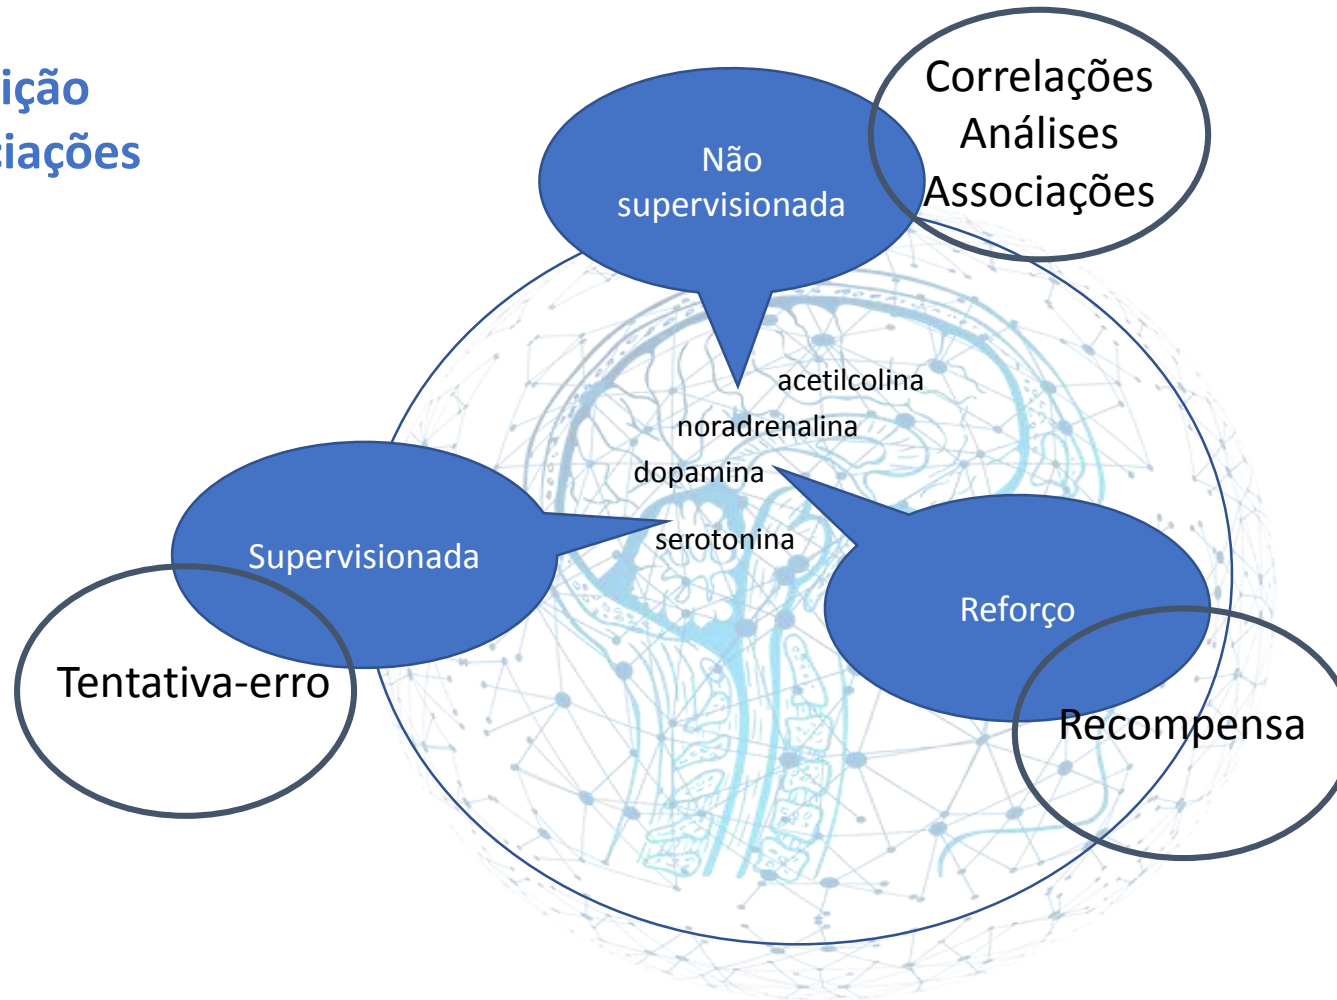 ição
ciações
Correlações
Análises
Associações
Não
supervisionada
acetilcolina
noradrenalina
dopamina
serotonina
Supervisionada
Reforço
Tentativa-erro
Recompensa